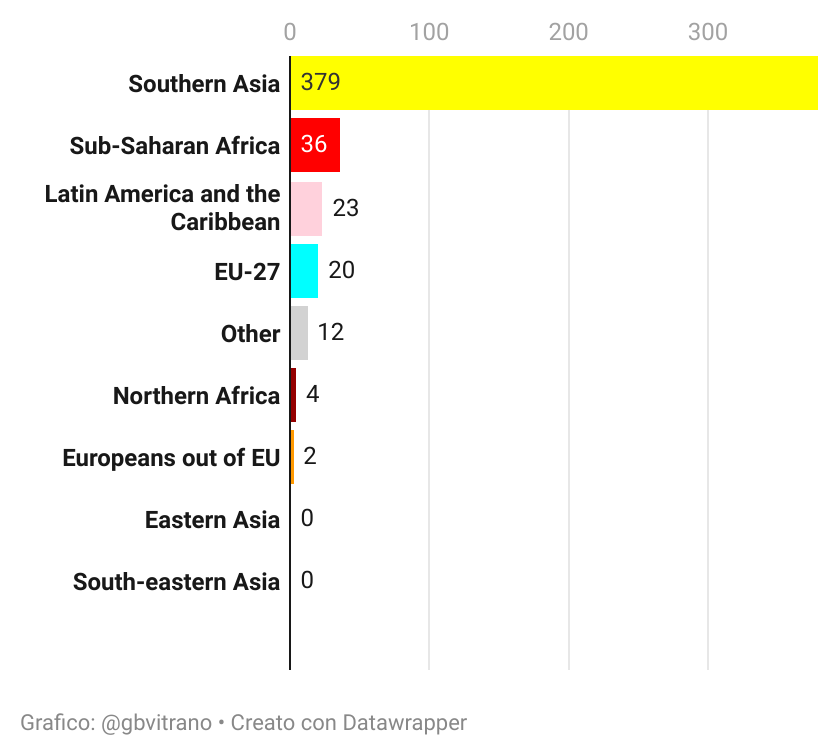 0 100 200 300
Southern Asia 379
Sub-Saharan Africa 36
Latin America and the
Caribbean 23
EU-27 20
Other 12
Northern Africa 4
Europeans out of EU 2
Eastern Asia 0
South-eastern Asia 0
Grafico: @gbvitrano • Creato con Datawrapper